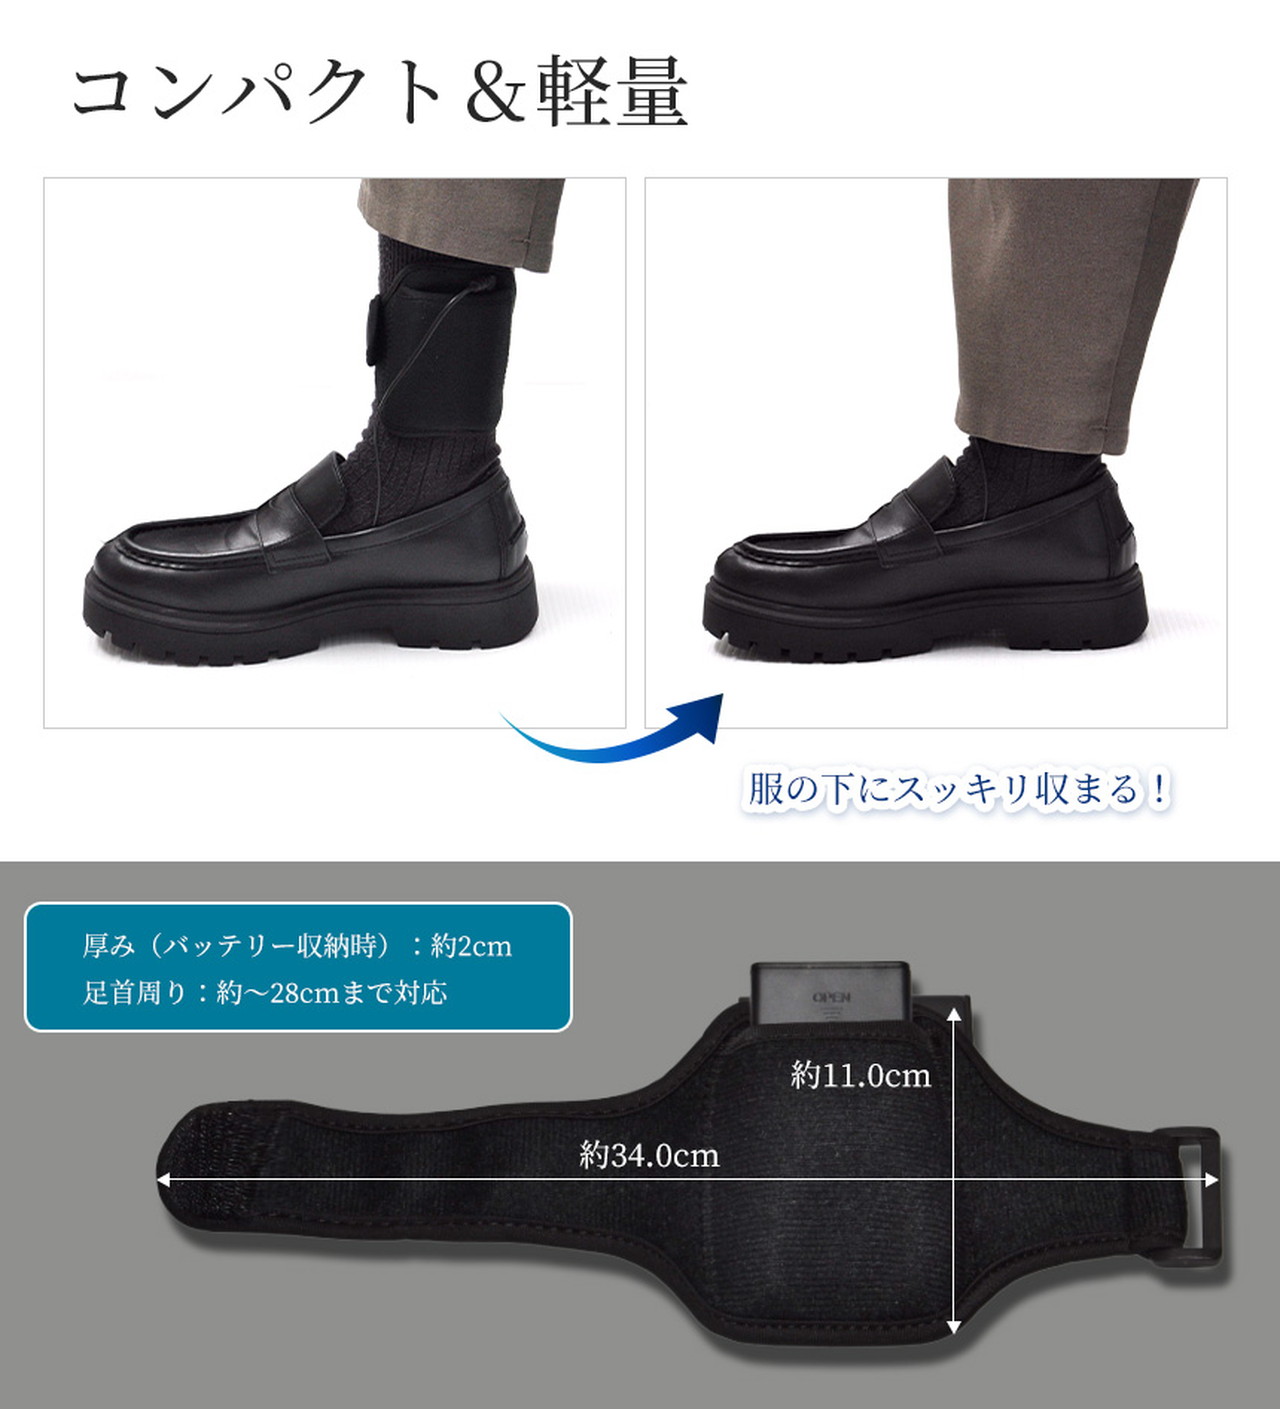 コンパクト＆軽量
服の下にスッキリ収まる！
厚み（バッテリー収納時）：約2cm
足首周り：約～28cmまで対応
OPEN
約11.0cm
約34.0cm